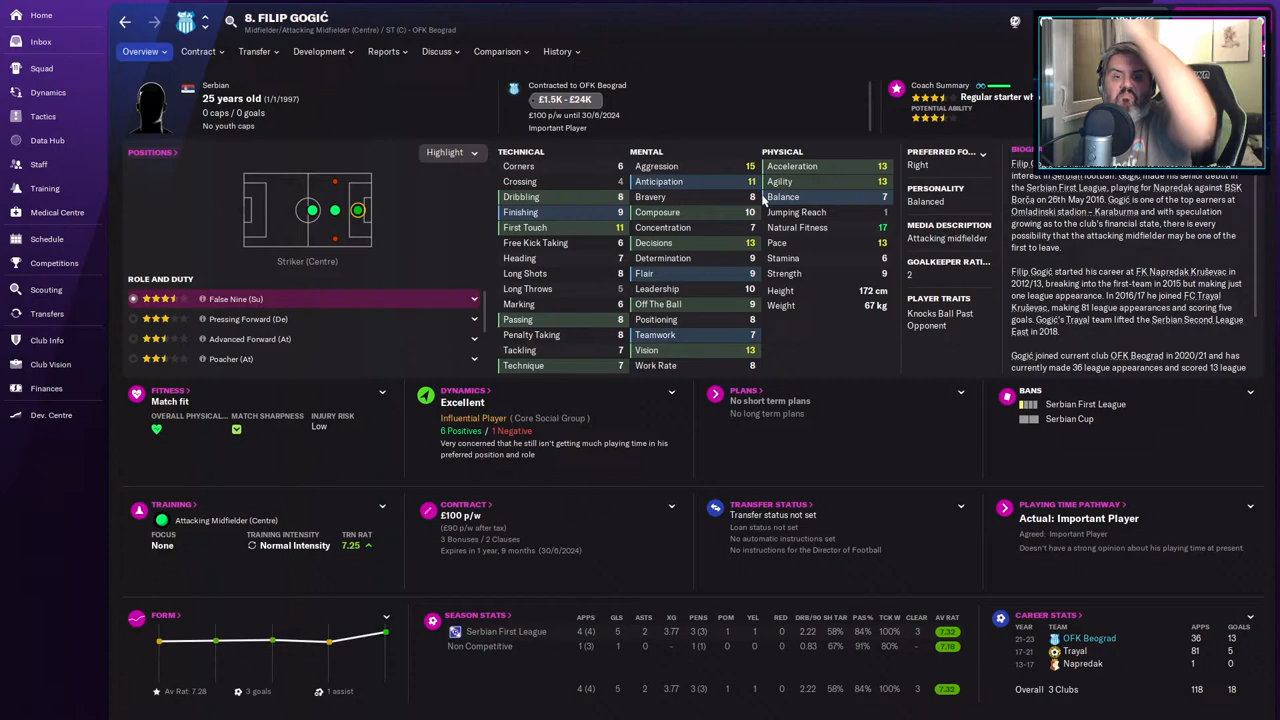 Home
Inbox
Squad
Dynamics
Tactics
Data Hub
Staff
Training
Medical Centre
Schedule
Competitions
Scouting
Transfers
Club Info
Club Vision
Finances
Dev. Centre
8. FILIP GOGIĆ
Midfielder/Attacking Midfielder (Centre) / ST (C) - OFK Beograd
Overview Contract Transfer Development Reports Discuss Comparison History
Serbian
25 years old (1/1/1997)
0 caps / 0 goals
No youth caps
Contracted to OFK Beograd
£1.5K - £24K
£100 p/w until 30/6/2024
Important Player
Coach Summary
Regular starter
POTENTIAL ABILITY
POSITIONS >
Highlight
Striker (Centre)
ROLE AND DUTY
False Nine (Su)
Pressing Forward (De)
Advanced Forward (At)
Poacher (At)
TECHNICAL
Corners 6
Crossing 4
Dribbling 8
Finishing 9
First Touch 11
Free Kick Taking 6
Heading 7
Long Shots 8
Long Throws 5
Marking 6
Passing 8
Penalty Taking 8
Tackling 7
Technique 7
MENTAL
Aggression 15
Anticipation 11
Bravery 8
Composure 10
Concentration 7
Decisions 13
Determination 9
Flair 9
Leadership 10
Off The Ball 9
Positioning 8
Teamwork 7
Vision 13
Work Rate 8
PHYSICAL
Acceleration 13
Agility 13
Balance 7
Jumping Reach 1
Natural Fitness 17
Pace 13
Stamina 6
Strength 9
Height 172 cm
Weight 67 kg
PREFERRED FO...
Right
PERSONALITY
Balanced
MEDIA DESCRIPTION
Attacking midfielder
GOALKEEPER RATI...
2
PLAYER TRAITS
Knocks Ball Past
Opponent
interest in Serbian football. Gogić made his senior debut in
the Serbian First League, playing for Napredak against BSK
Borča on 26th May 2016. Gogić is one of the top earners at
Omladinski stadion – Karaburma and with speculation
growing as to the club's financial state, there is every
possibility that the attacking midfielder may be one of the
first to leave.
Filip Gogić started his career at FK Napredak Kruševac in
2012/13, breaking into the first-team in 2015 but making just
one league appearance. In 2016/17 he joined FC Trayal
Kruševac, making 81 league appearances and scoring five
goals. Gogić's Trayal team lifted the Serbian Second League
East in 2018.
Gogić joined current club OFK Beograd in 2020/21 and has
currently made 36 league appearances and scored 13 league
FITNESS >
Match fit
OVERALL PHYSICAL... MATCH SHARPNESS INJURY RISK
Low
DYNAMICS >
Excellent
Influential Player ( Core Social Group )
6 Positives / 1 Negative
Very concerned that he still isn't getting much playing time in his
preferred position and role
PLANS >
No short term plans
No long term plans
BANS
Serbian First League
Serbian Cup
TRAINING >
Attacking Midfielder (Centre)
FOCUS TRAINING INTENSITY TRN RAT
None Normal Intensity 7.25
CONTRACT >
£100 p/w
(£90 p/w after tax)
3 Bonuses / 2 Clauses
Expires in 1 year, 9 months (30/6/2024)
TRANSFER STATUS >
Transfer status not set
Loan status not set
No automatic instructions set
No instructions for the Director of Football
PLAYING TIME PATHWAY >
Actual: Important Player
Agreed: Important Player
Doesn't have a strong opinion about his playing time at present.
FORM >
Av Rat: 7.28 3 goals 1 assist
SEASON STATS > APPS GLS ASTS XG PENS POM YEL RED DRB/90 SH TAR PAS% TCK W CLEAR AV RAT
Serbian First League 4 (4) 5 2 3.77 3 (3) 1 1 0 2.22 58% 84% 100% 3 7.32
Non Competitive 1 (3) 1 0 - 1 (1) 0 0 0 0.83 67% 91% 80% - 7.18
4 (4) 5 2 3.77 3 (3) 1 1 0 2.22 58% 84% 100% 3 7.32
CAREER STATS >
YEAR TEAM APPS GOALS
21-23 OFK Beograd 36 13
17-21 Trayal 81 5
13-17 Napredak 1 0
Overall 3 Clubs 118 18